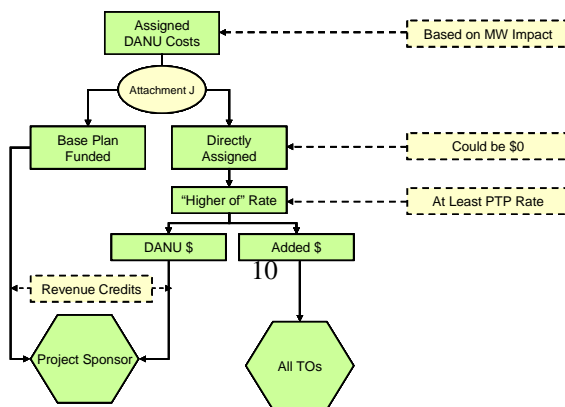 Assigned
DANU Costs
Based on MW Impact
Attachment J
Base Plan
Funded
Directly
Assigned
Could be $0
“Higher of” Rate
At Least PTP Rate
DANU $
Added $
10
Revenue Credits
Project Sponsor
All TOs